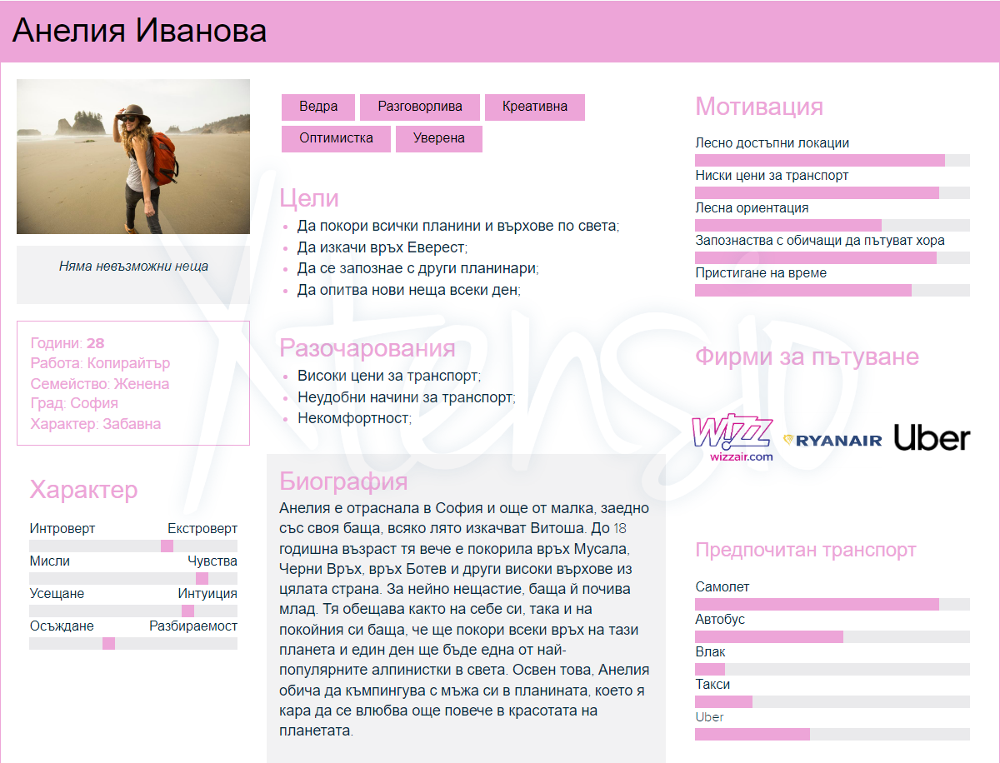 Анелия Иванова
Няма невъзможни неща
Години: 28
Работа: Копирайтър
Семейство: Женена
Град: София
Характер: Забавна
Характер
Интроверт Екстроверт
Мисли Чувства
Усещане Интуиция
Осъждане Разбираемост
Ведра Разговорлива Креативна
Оптимистка Уверена
Цели
Да покори всички планини и върхове по света;
Да изкачи връх Еверест;
Да се запознае с други планинари;
Да опитва нови неща всеки ден;
Разочарования
Високи цени за транспорт;
Неудобни начини за транспорт;
Некомфортност;
Биография
Анелия е отраснала в София и още от малка, заедно
със своя баща, всяко лято изкачват Витоша. До 18
годишна възраст тя вече е покорила връх Мусала,
Черни Връх, връх Ботев и други високи върхове из
цялата страна. За нейно нещастие, баща й почива
млад. Тя обещава както на себе си, така и на
покойния си баща, че ще покори всеки връх на тази
планета и един ден ще бъде една от най-
популярните алпинистки в света. Освен това, Анелия
обича да къмпингува с мъжа си в планината, което я
кара да се влюбва още повече в красотата на
планетата.
Мотивация
Лесно достъпни локации
Ниски цени за транспорт
Лесна ориентация
Запознаства с обичащи да пътуват хора
Пристигане на време
Фирми за пътуване
Wizz
wizzair.com
RYANAIR
Uber
Предпочитан транспорт
Самолет
Автобус
Влак
Такси
Uber
Xtensio